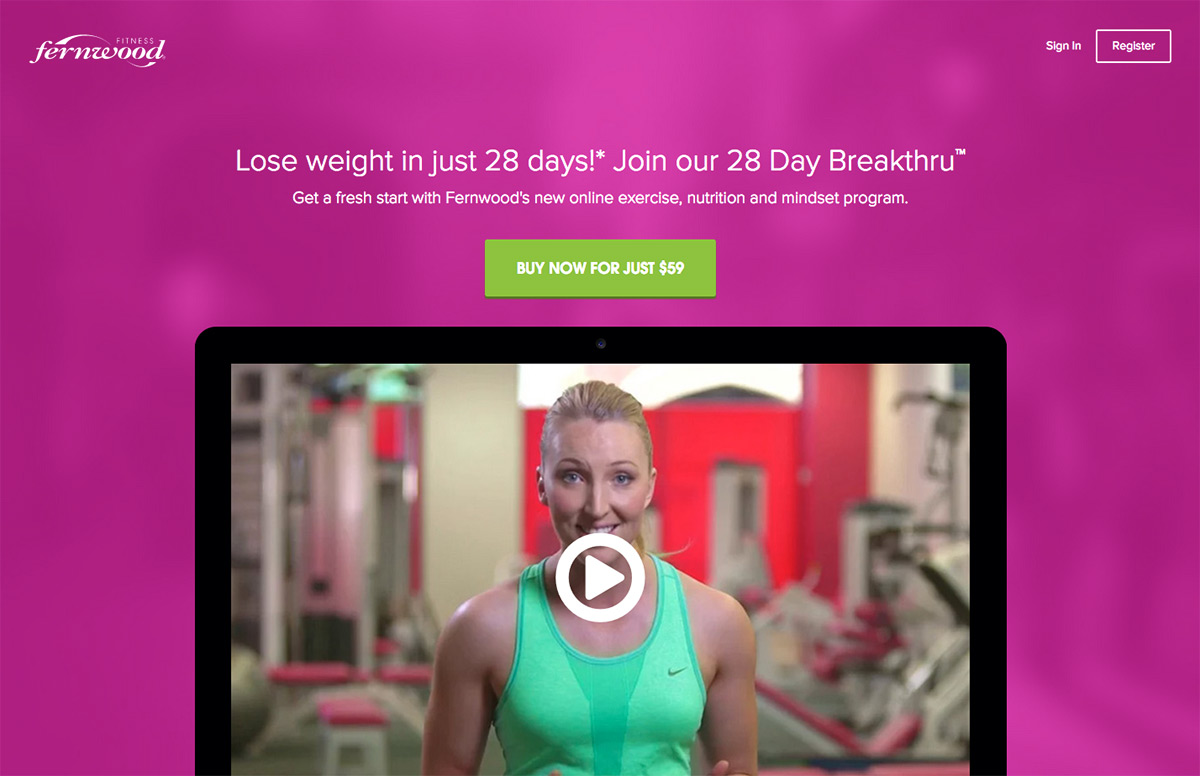 FITNESS
fernwood
Sign In
Register
Lose weight in just 28 days!* Join our 28 Day Breakthru™
Get a fresh start with Fernwood's new online exercise, nutrition and mindset program.
BUY NOW FOR JUST $59